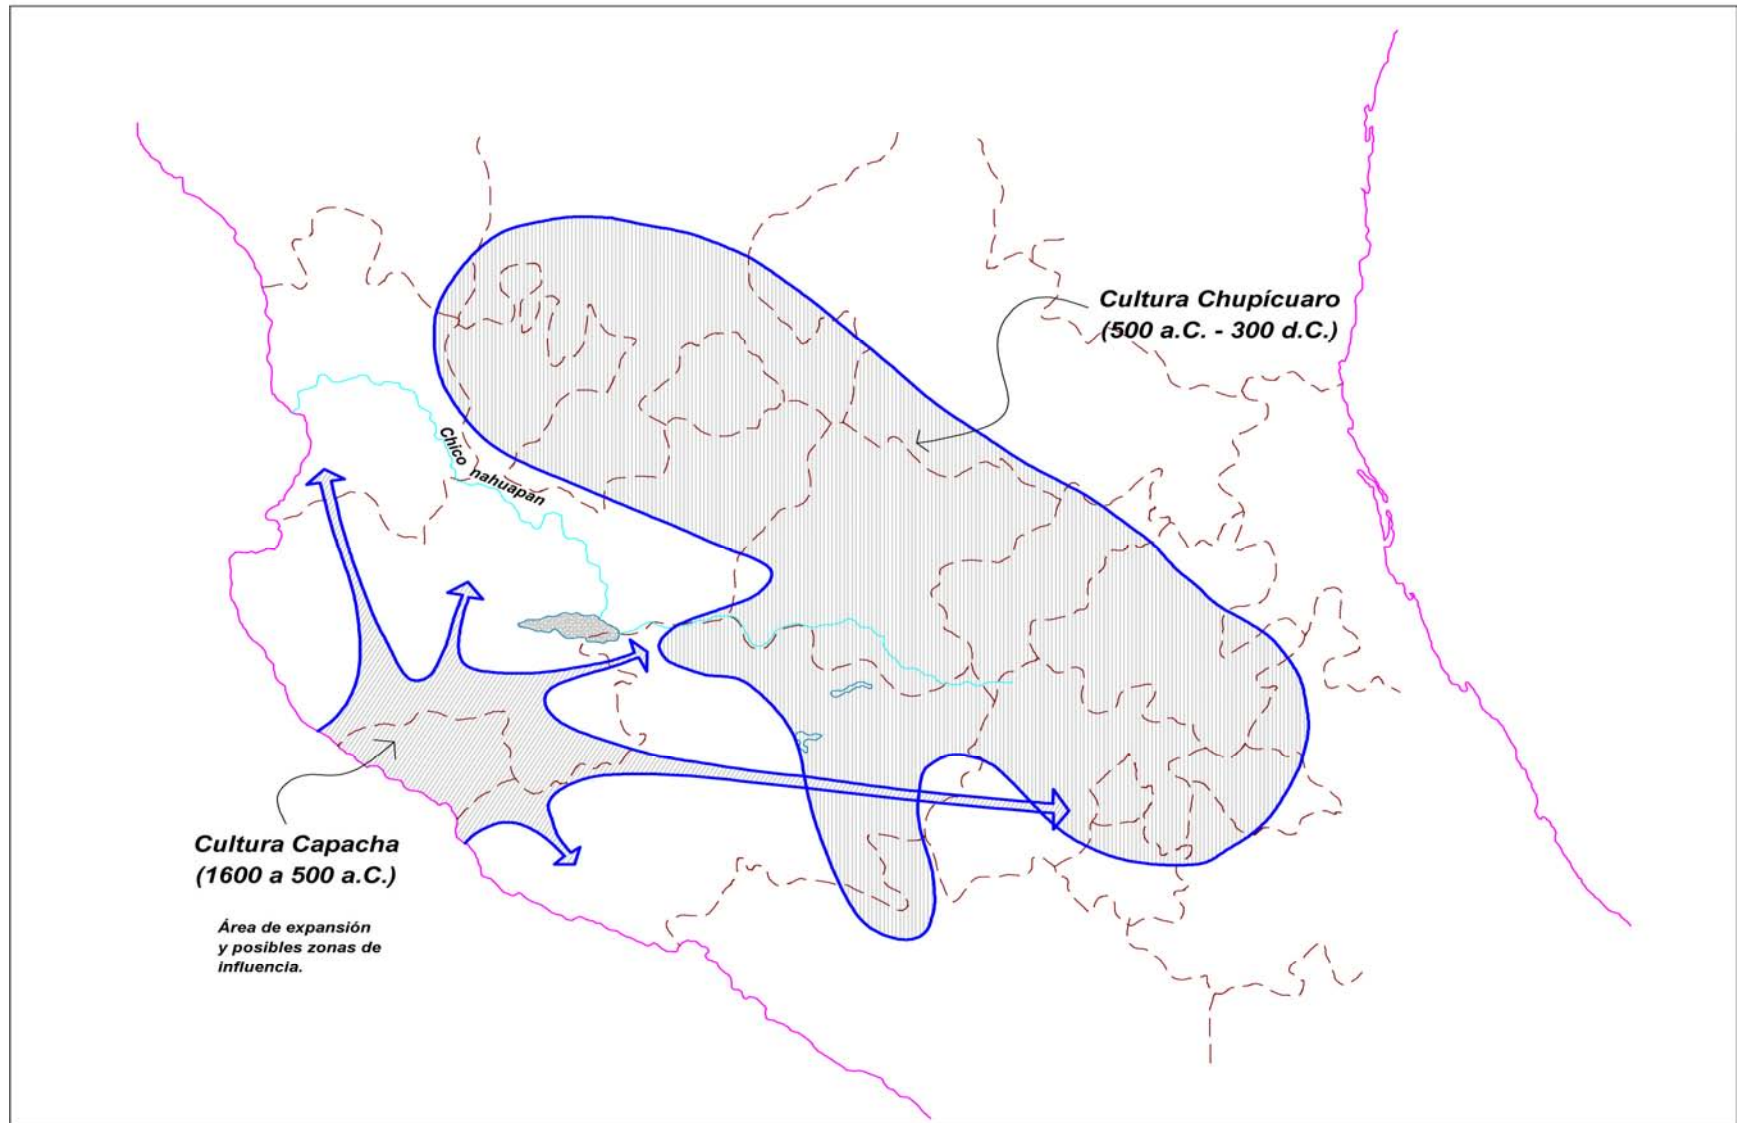 Cultura Chupícuaro
(500 a.C. - 300 d.C.)
Chico nahuapan
Cultura Capacha
(1600 a 500 a.C.)
Área de expansión
y posibles zonas de
influencia.